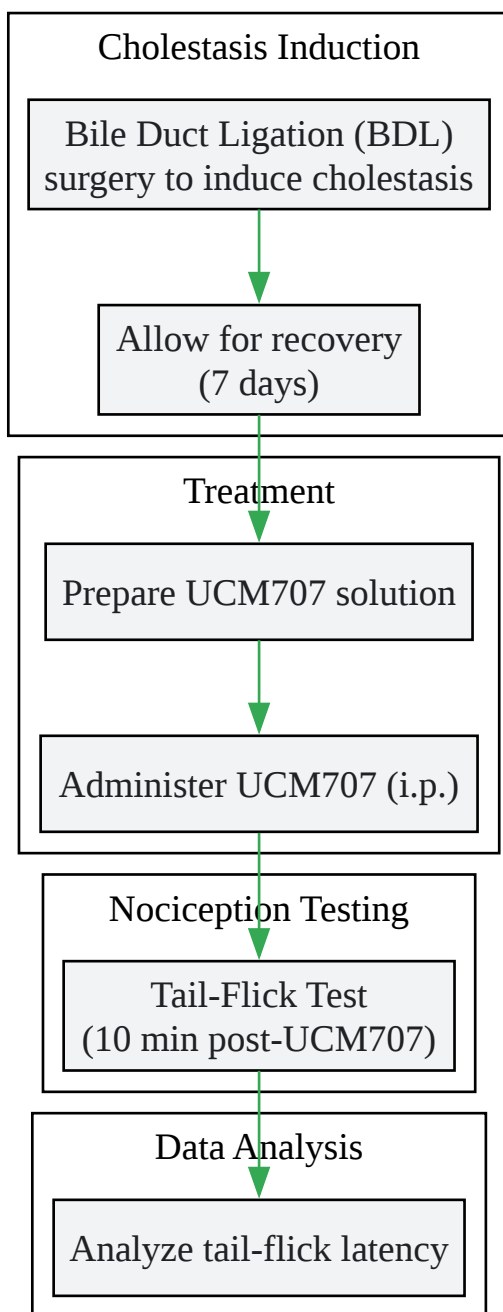 Cholestasis Induction
Bile Duct Ligation (BDL)
surgery to induce cholestasis
Allow for recovery
(7 days)
Treatment
Prepare UCM707 solution
Administer UCM707 (i.p.)
Nociception Testing
Tail-Flick Test
(10 min post-UCM707)
Data Analysis
Analyze tail-flick latency